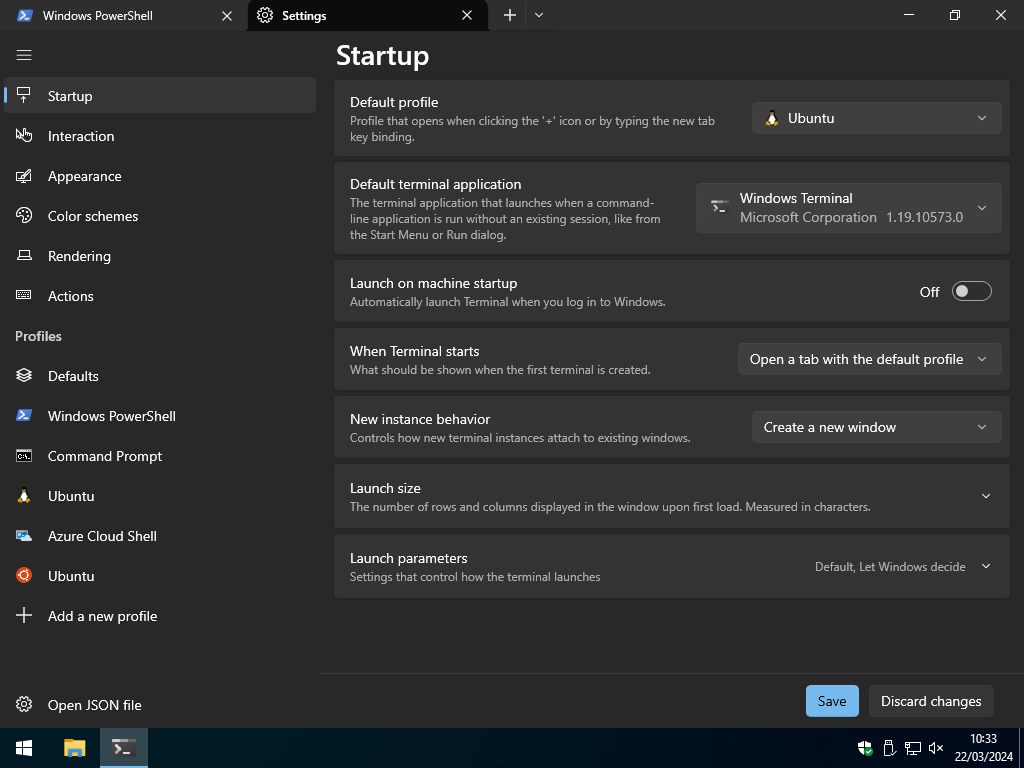 Windows PowerShell
Settings
Startup
Interaction
Appearance
Color schemes
Rendering
Actions
Profiles
Defaults
Windows PowerShell
Command Prompt
Ubuntu
Azure Cloud Shell
Ubuntu
Add a new profile
Open JSON file
Startup
Default profile
Profile that opens when clicking the '+' icon or by typing the new tab
key binding.
Ubuntu
Default terminal application
The terminal application that launches when a command-
line application is run without an existing session, like from
the Start Menu or Run dialog.
Windows Terminal
Microsoft Corporation 1.19.10573.0
Launch on machine startup
Automatically launch Terminal when you log in to Windows.
Off
When Terminal starts
What should be shown when the first terminal is created.
Open a tab with the default profile
New instance behavior
Controls how new terminal instances attach to existing windows.
Create a new window
Launch size
The number of rows and columns displayed in the window upon first load. Measured in characters.
Launch parameters
Settings that control how the terminal launches
Default, Let Windows decide
Save
Discard changes
10:33
22/03/2024